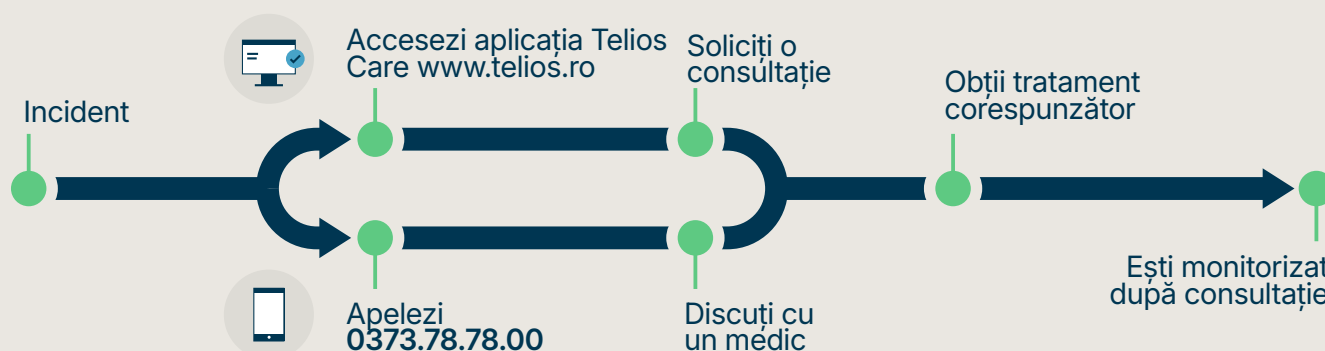 Incident
Accesezi aplicația Telios
Care www.telios.ro
Soliciți o
consultație
Apelezi
0373.78.78.00
Discuți cu
un medic
Obții tratament
corespunzător
Ești monitorizat
după consultație